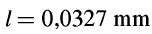 l = 0,0327 mm